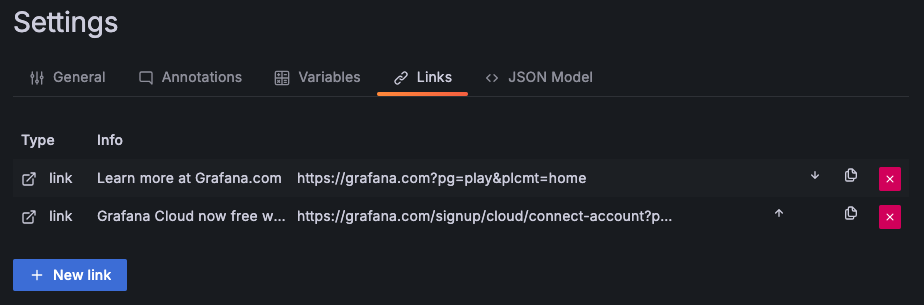 Settings
General Annotations Variables Links JSON Model
Type Info
link Learn more at Grafana.com https://grafana.com?pg=play&plcmt=home
link Grafana Cloud now free w... https://grafana.com/signup/cloud/connect-account?p...
New link